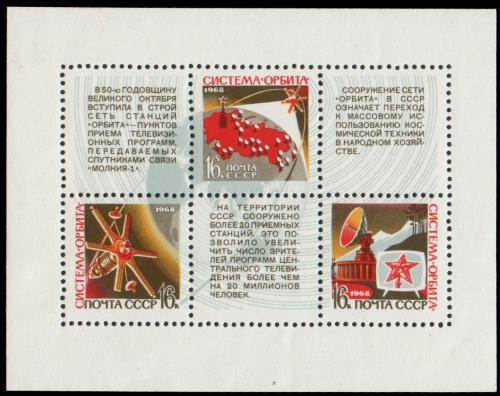 В 50-ю ГОДОВЩИНУ
ВЕЛИКОГО ОКТЯБРЯ
ВСТУПИЛА В СТРОЙ
СЕТЬ СТАНЦИЙ
«ОРБИТА»—ПУНКТОВ
ПРИЕМА ТЕЛЕВИЗИ-
ОННЫХ ПРОГРАММ,
ПЕРЕДАВАЕМЫХ
СПУТНИКАМИ СВЯЗИ
«МОЛНИЯ-1».
СИСТЕМА«ОРБИТА»
1968
16к ПОЧТА
СССР
СООРУЖЕНИЕ СЕТИ
"ОРБИТА" В СССР
ОЗНАЧАЕТ ПЕРЕХОД
К МАССОВОМУ ИС-
ПОЛЬЗОВАНИЮ КОС-
МИЧЕСКОЙ ТЕХНИКИ
В НАРОДНОМ ХОЗЯЙ-
СТВЕ.
СИСТЕМА«ОРБИТА»
1968
ПОЧТА СССР 16к
НА ТЕРРИТОРИИ
СССР СООРУЖЕНО
БОЛЕЕ 20 ПРИЕМНЫХ
СТАНЦИЙ. ЭТО ПО-
ЗВОЛИЛО УВЕЛИ-
ЧИТЬ ЧИСЛО ЗРИТЕ-
ЛЕЙ ПРОГРАММ ЦЕН-
ТРАЛЬНОГО ТЕЛЕВИ-
ДЕНИЯ БОЛЕЕ ЧЕМ
НА 20 МИЛЛИОНОВ
ЧЕЛОВЕК.
СИСТЕМА«ОРБИТА»
1968
16к ПОЧТА СССР